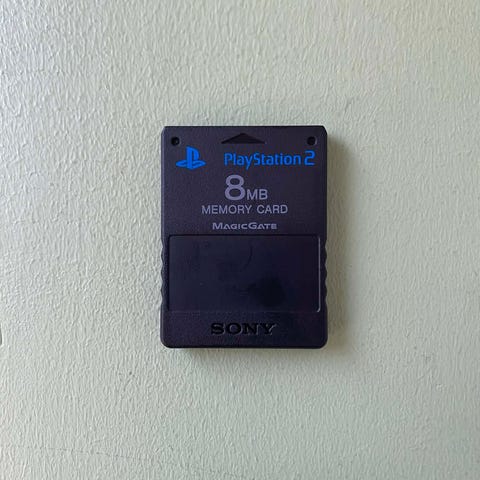 PlayStation 2
8MB
MEMORY CARD
MAGICGATE
SONY